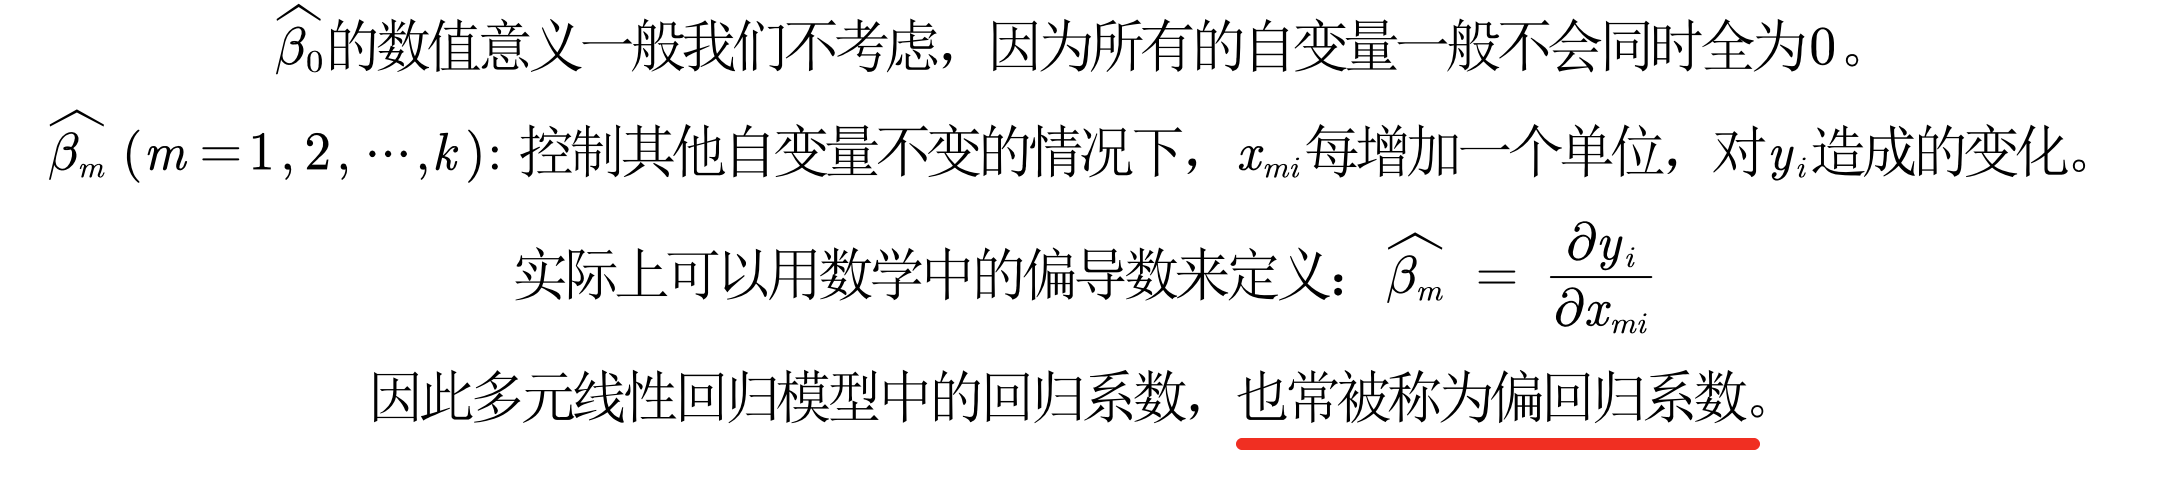 $\widehat{\beta_0}$的数值意义一般我们不考虑，因为所有的自变量一般不会同时全为0。
$\widehat{\beta_m}$ (m=1,2,⋯,k)：控制其他自变量不变的情况下，$x_{mi}$每增加一个单位，对$y_i$造成的变化。
实际上可以用数学中的偏导数来定义：$\widehat{\beta_m} = \frac{\partial y_i}{\partial x_{mi}}$
因此多元线性回归模型中的回归系数，也常被称为偏回归系数。